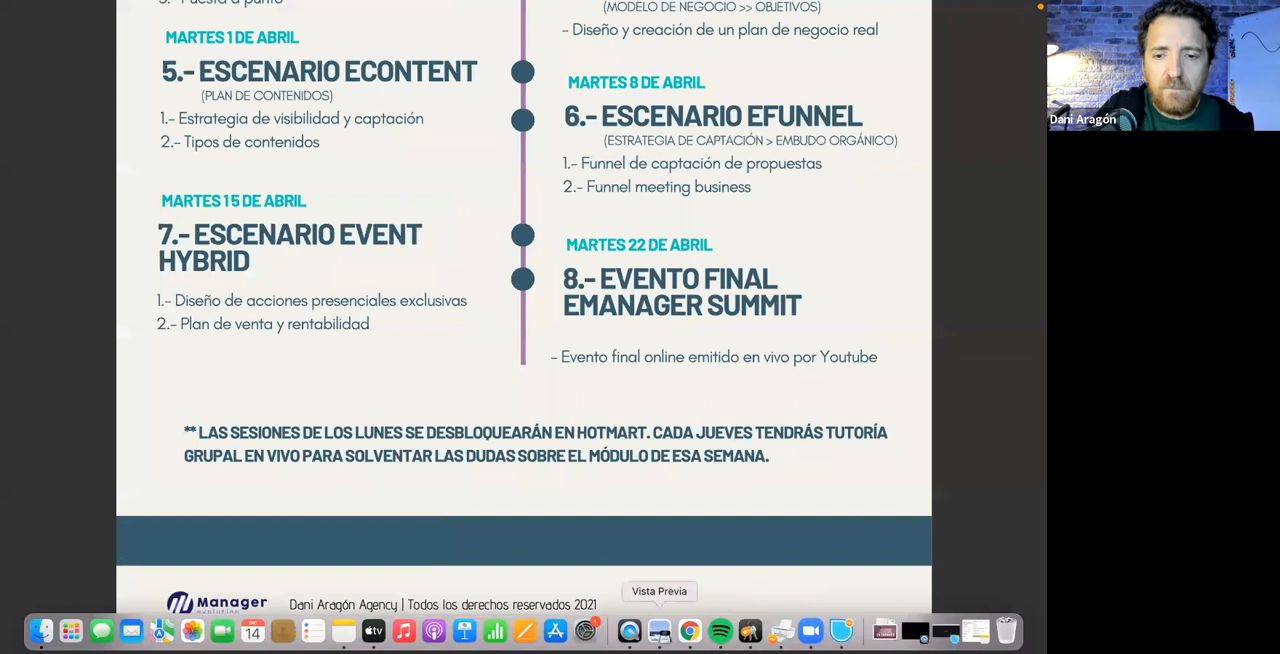 3.- Puesta a punto
(MODELO DE NEGOCIO >> OBJETIVOS)
- Diseño y creación de un plan de negocio real
MARTES 1 DE ABRIL
5.- ESCENARIO ECONTENT
(PLAN DE CONTENIDOS)
1.- Estrategia de visibilidad y captación
2.- Tipos de contenidos
MARTES 8 DE ABRIL
6.- ESCENARIO EFUNNEL
(ESTRATEGIA DE CAPTACIÓN > EMBUDO ORGÁNICO)
1.- Funnel de captación de propuestas
2.- Funnel meeting business
MARTES 15 DE ABRIL
7.- ESCENARIO EVENT
HYBRID
1.- Diseño de acciones presenciales exclusivas
2.- Plan de venta y rentabilidad
MARTES 22 DE ABRIL
8.- EVENTO FINAL
EMANAGER SUMMIT
- Evento final online emitido en vivo por Youtube
** LAS SESIONES DE LOS LUNES SE DESBLOQUEARÁN EN HOTMART. CADA JUEVES TENDRÁS TUTORÍA
GRUPAL EN VIVO PARA SOLVENTAR LAS DUDAS SOBRE EL MÓDULO DE ESA SEMANA.
Manager
Dani Aragón Agency | Todos los derechos reservados 2021
Vista Previa
14
tv
1
Dani Aragón